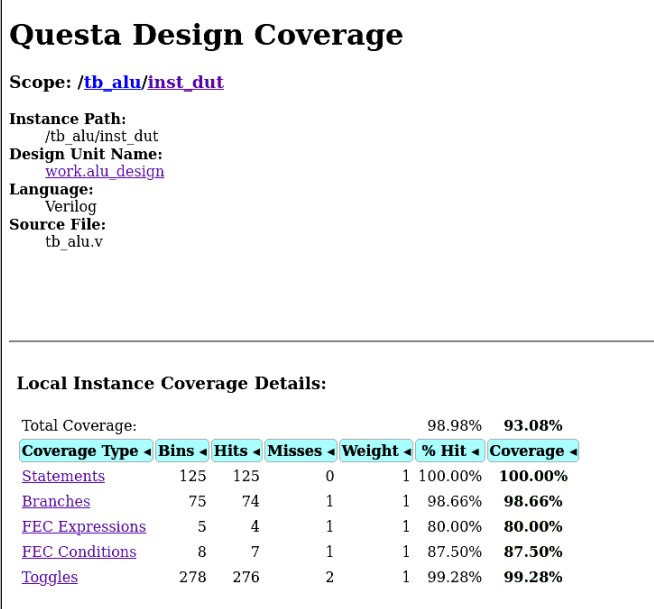 Questa Design Coverage
Scope: /tb_alu/inst_dut
Instance Path:
/tb_alu/inst_dut
Design Unit Name:
work.alu_design
Language:
Verilog
Source File:
tb_alu.v
Local Instance Coverage Details:
Total Coverage: 98.98% 93.08%
Coverage Type ◂ Bins ◂ Hits ◂ Misses ◂ Weight ◂ % Hit ◂ Coverage ◂
Statements 125 125 0 1 100.00% 100.00%
Branches 75 74 1 1 98.66% 98.66%
FEC Expressions 5 4 1 1 80.00% 80.00%
FEC Conditions 8 7 1 1 87.50% 87.50%
Toggles 278 276 2 1 99.28% 99.28%